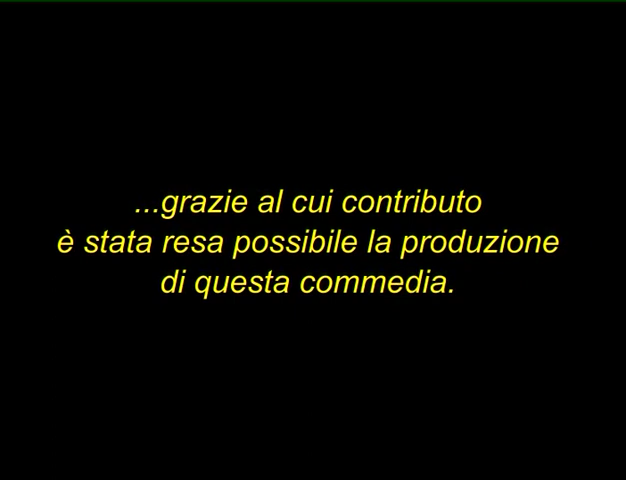 ...grazie al cui contributo
è stata resa possibile la produzione
di questa commedia.